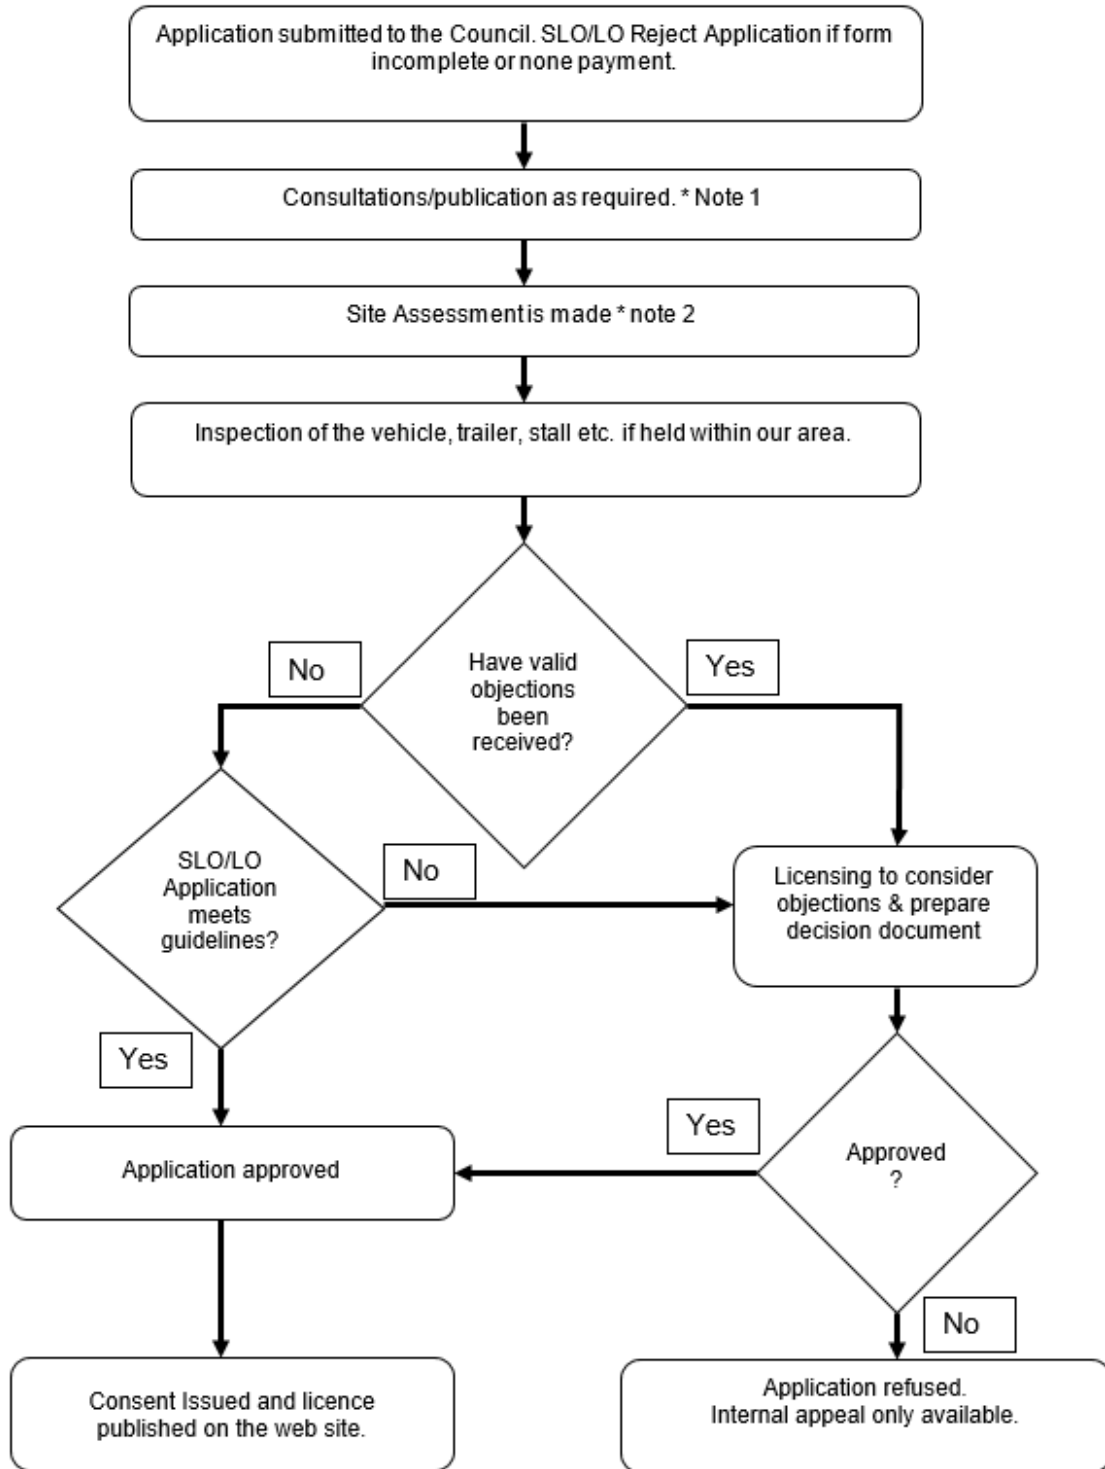 Application submitted to the Council. SLO/LO Reject Application if form
incomplete or none payment.
Consultations/publication as required. * Note 1
Site Assessment is made * note 2
Inspection of the vehicle, trailer, stall etc. if held within our area.
Have valid
objections
been
received?
No
Yes
SLO/LO
Application
meets
guidelines?
No
Licensing to consider
objections & prepare
decision document
Yes
Application approved
Yes
Approved
?
No
Consent Issued and licence
published on the web site.
Application refused.
Internal appeal only available.